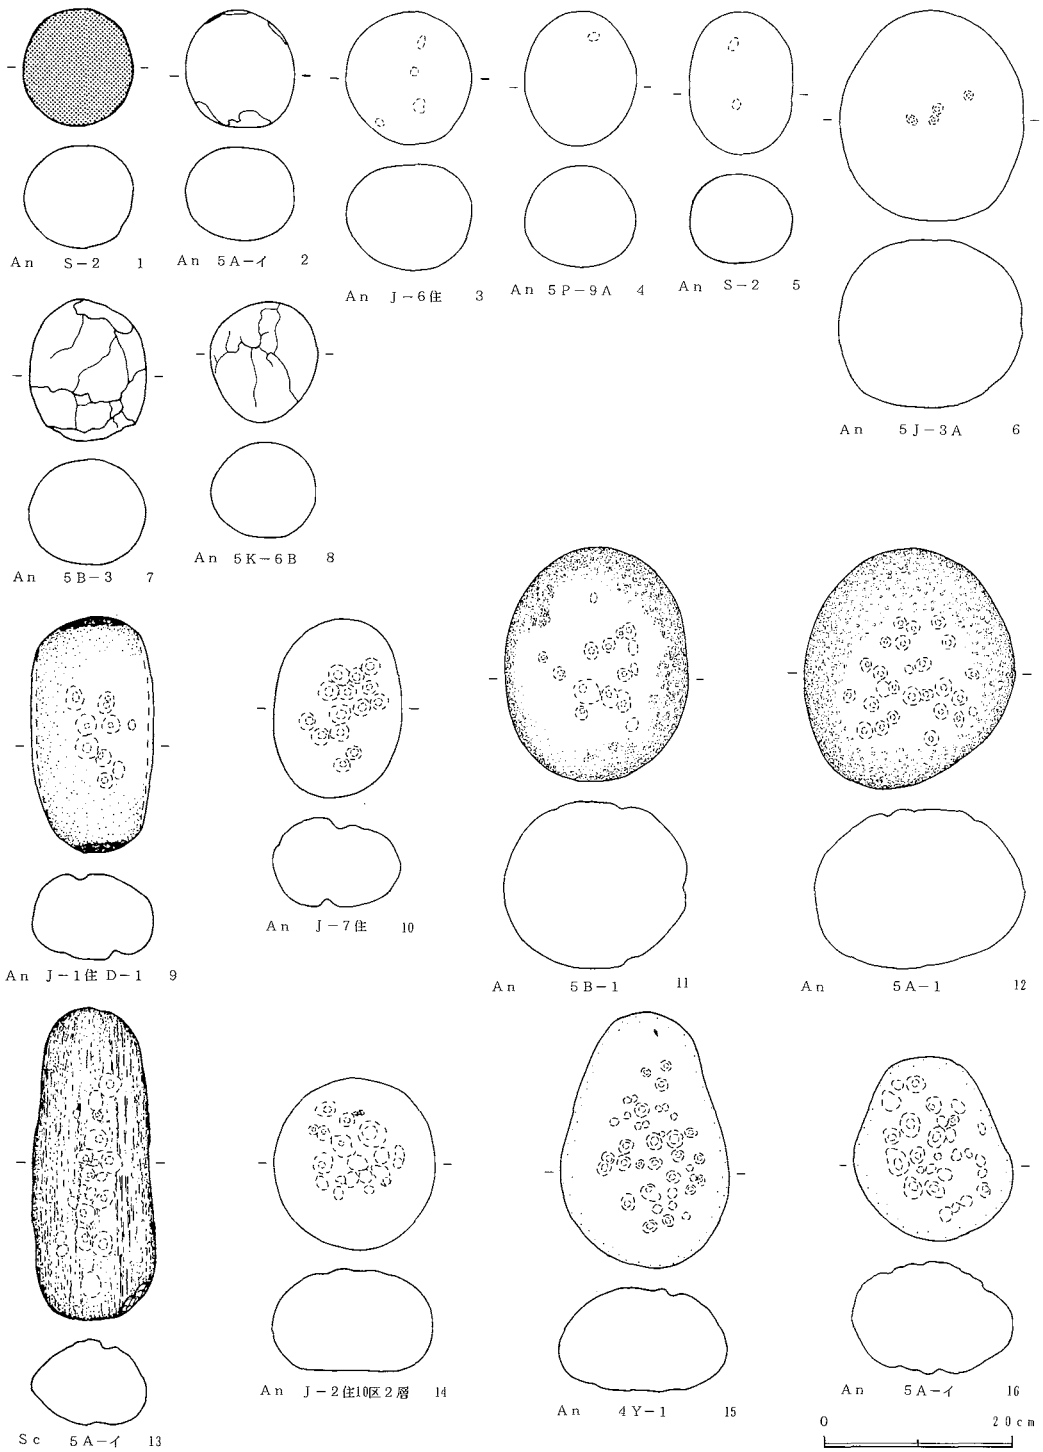 An S-2 1
An 5A-イ 2
An J-6住 3
An 5P-9A 4
An S-2 5
An 5J-3A 6
An 5B-3 7
An 5K-6B 8
An J-1住 D-1 9
An J-7住 10
An 5B-1 11
An 5A-1 12
Sc 5A-イ 13
An J-2住10区2層 14
An 4Y-1 15
An 5A-イ 16
0 20cm